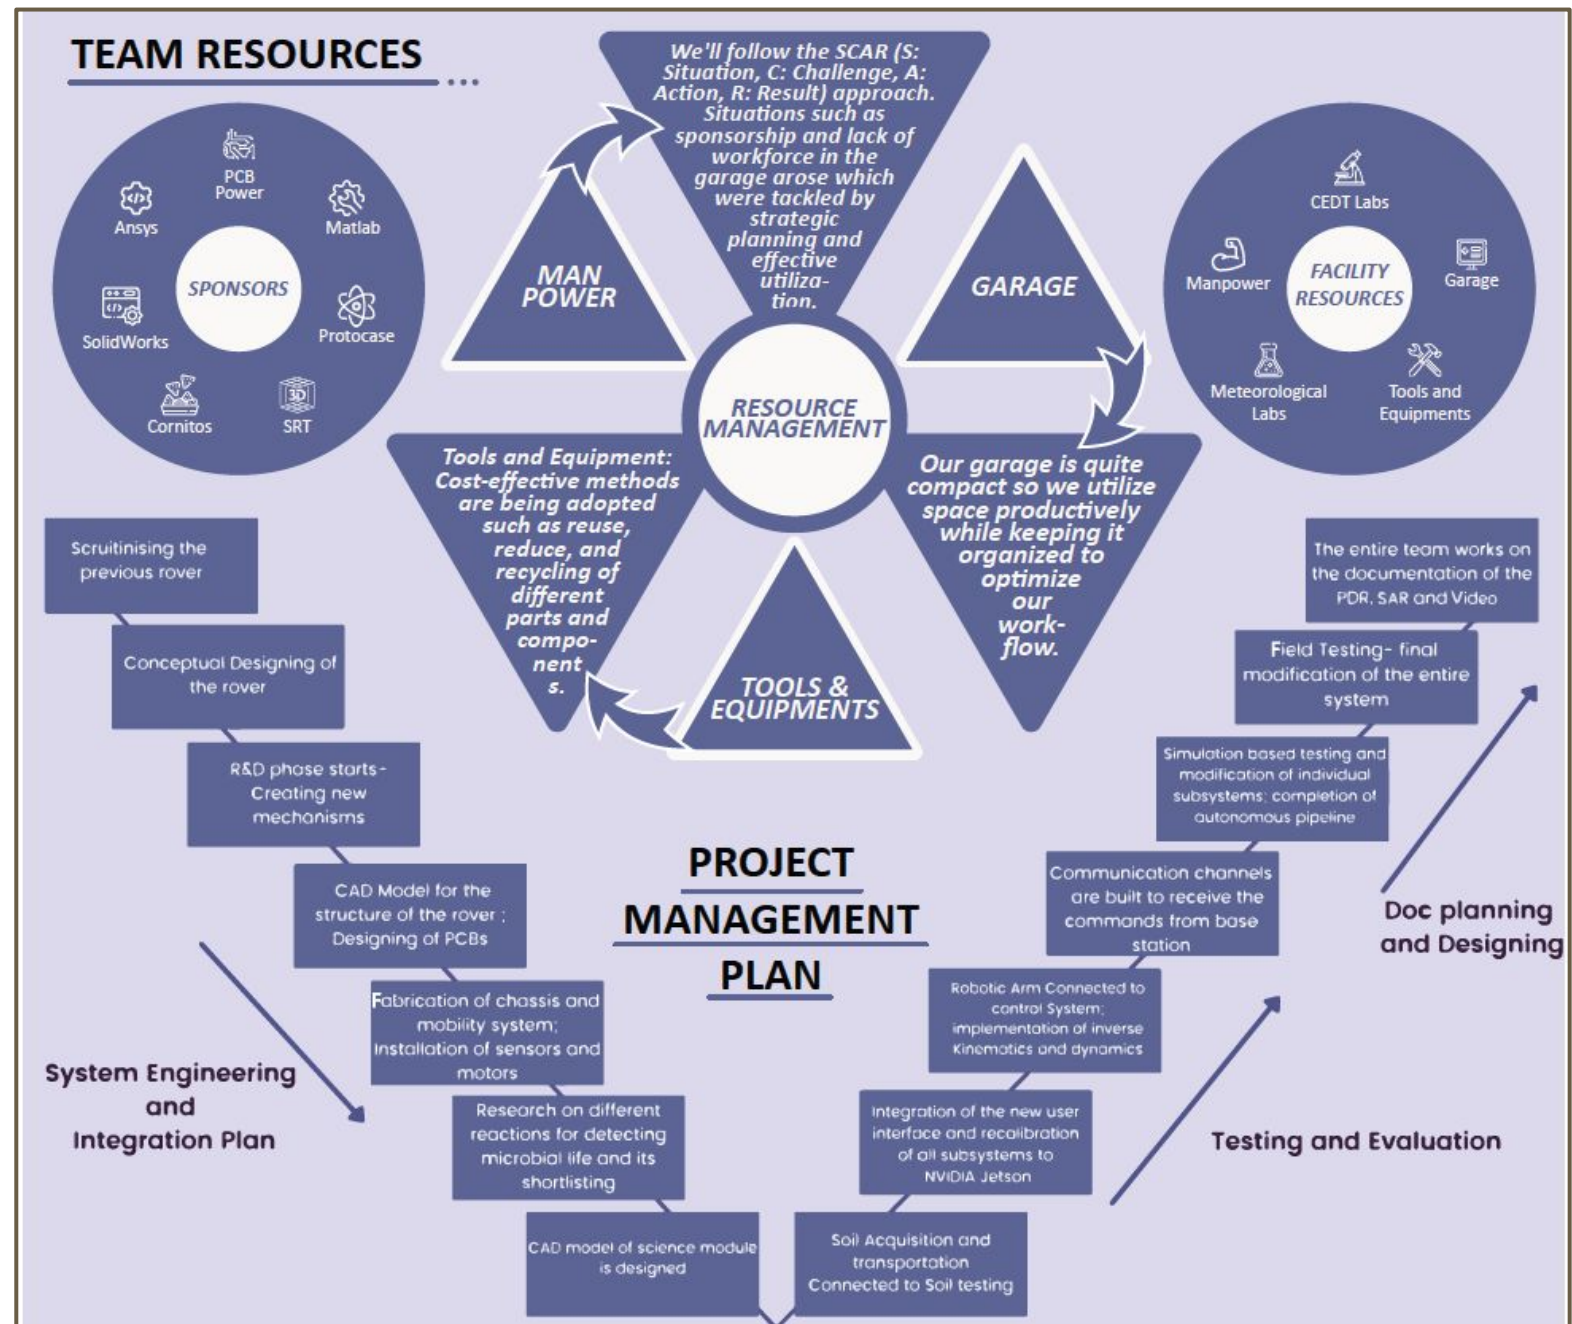 TEAM RESOURCES
PCB
Power
Ansys
Matlab
SPONSORS
SolidWorks
Protocase
Cornitos
SRT
We'll follow the SCAR (S:
Situation, C: Challenge, A:
Action, R: Result) approach.
Situations such as
sponsorship and lack of
workforce in the
garage arose which
were tackled by
strategic
planning and
effective
utiliza-
tion.
MAN
POWER
GARAGE
RESOURCE
MANAGEMENT
CEDT Labs
Manpower
FACILITY
RESOURCES
Garage
Meteorological
Labs
Tools and
Equipments
Tools and Equipment:
Cost-effective methods
are being adopted
such as reuse,
reduce, and
recycling of
different
parts and
compo-
nent
s.
TOOLS &
EQUIPMENTS
Our garage is quite
compact so we utilize
space productively
while keeping it
organized to
optimize
our
work-
flow.
PROJECT
MANAGEMENT
PLAN
Scruitinising the
previous rover
Conceptual Designing of
the rover
R&D phase starts-
Creating new
mechanisms
CAD Model for the
structure of the rover ;
Designing of PCBs
Fabrication of chassis and
mobility system;
Installation of sensors and
motors
Research on different
reactions for detecting
microbial life and its
shortlisting
CAD model of science module
is designed
System Engineering
and
Integration Plan
Soil Acquisition and
transportation
Connected to Soil testing
Integration of the new user
interface and recalibration
of all subsystems to
NVIDIA Jetson
Robotic Arm Connected to
control System;
implementation of inverse
Kinematics and dynamics
Communication channels
are built to receive the
commands from base
station
Simulation based testing and
modification of individual
subsystems; completion of
autonomous pipeline
Field Testing- final
modification of the entire
system
The entire team works on
the documentation of the
PDR, SAR and Video
Testing and Evaluation
Doc planning
and Designing